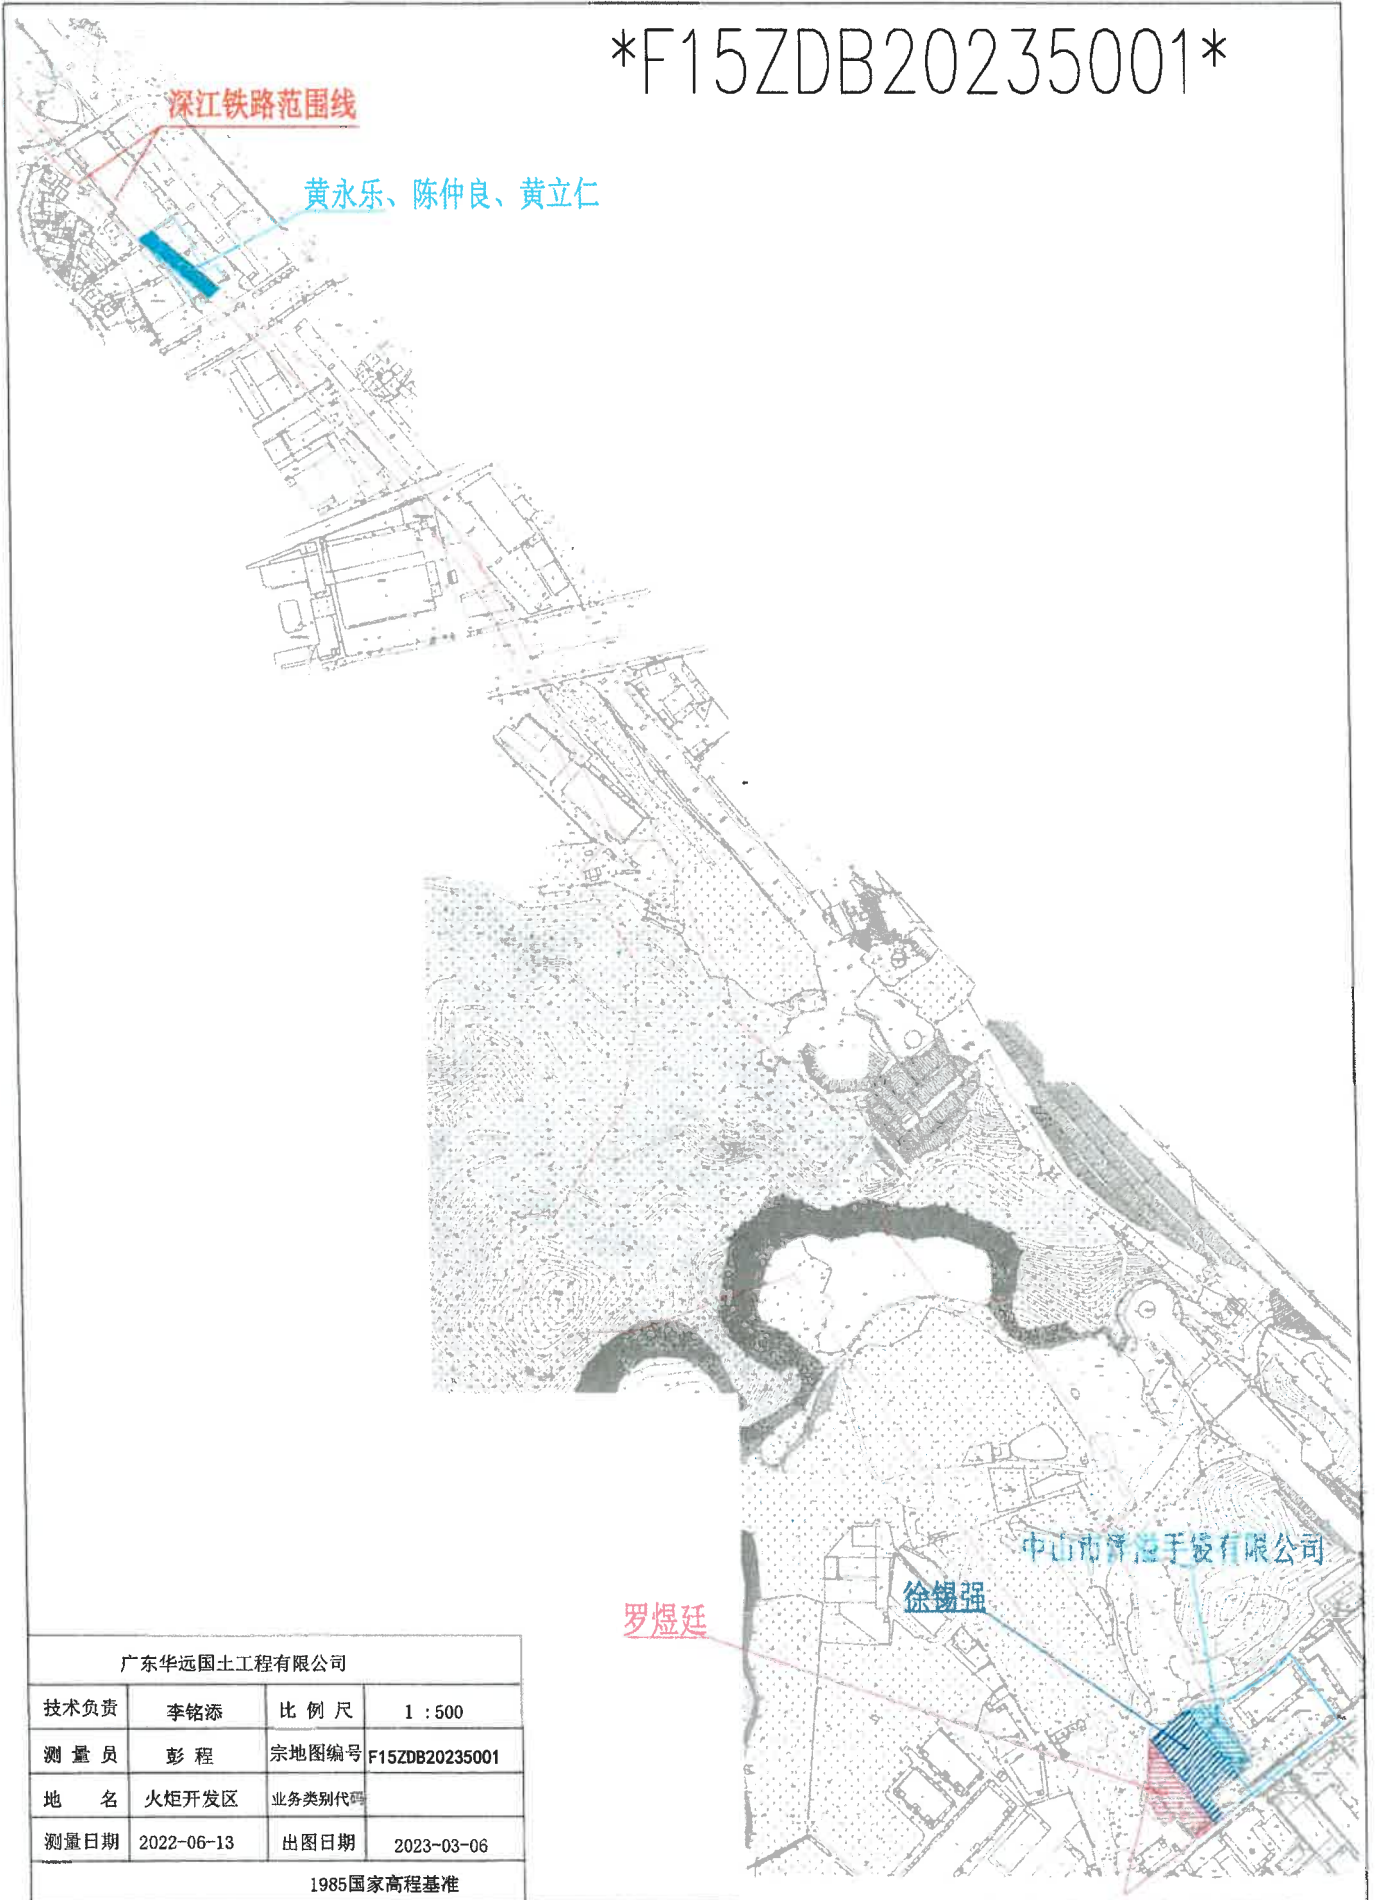 *F15ZDB20235001*
深江铁路范围线
黄永乐、陈仲良、黄立仁
中山市 溢手袋有限公司
徐锡强
罗煜廷
广东华远国土工程有限公司
技术负责 李铭添 比例尺 1:500
测量员 彭程 宗地图编号 F15ZDB20235001
地名 火炬开发区 业务类别代码
测量日期 2022-06-13 出图日期 2023-03-06
1985国家高程基准